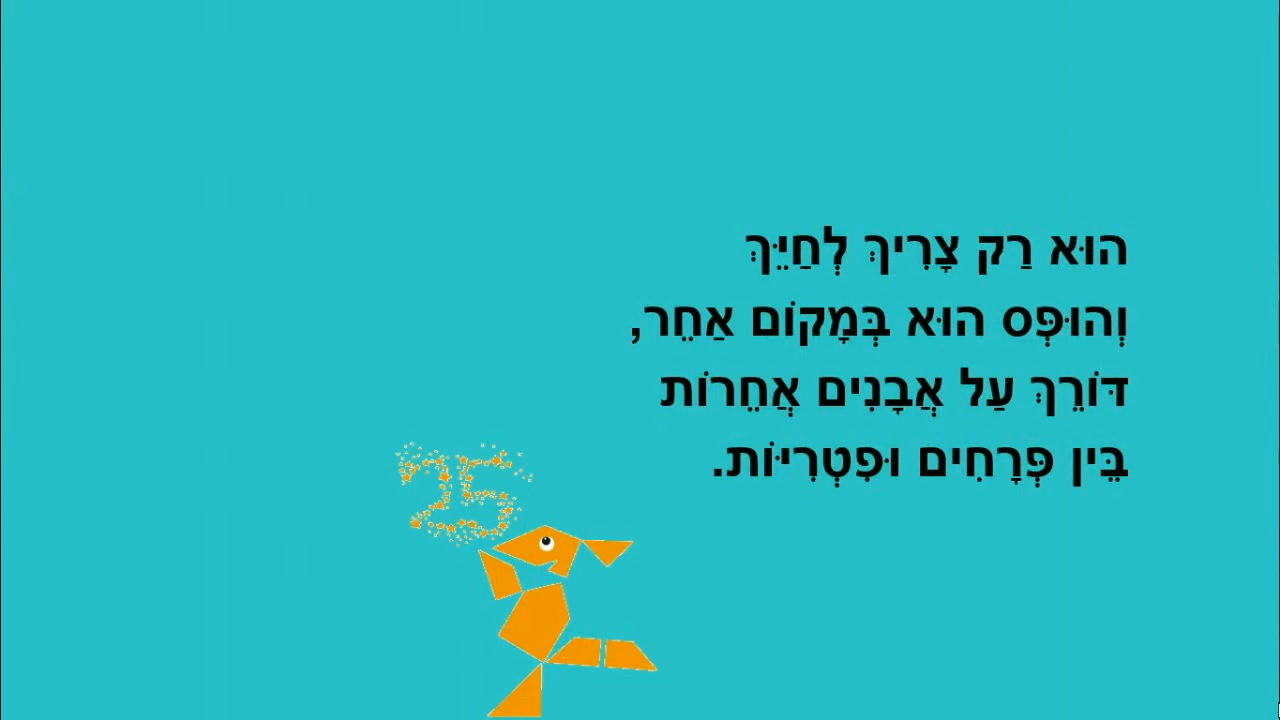 הוּא רַק צָרִיךְ לְחַיֵּךְ
וְהוּפְּס הוּא בְּמָקוֹם אַחֵר,
דּוֹרֵךְ עַל אֲבָנִים אֲחֵרוֹת
בֵּין פְּרָחִים וּפִטְרִיּוֹת.
25